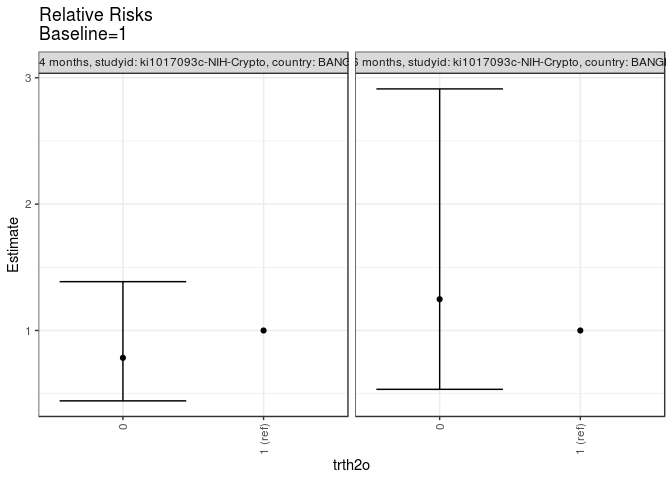 Relative Risks
Baseline=1
4 months, studyid: ki1017093c-NIH-Crypto, country: BANG
months, studyid: ki1017093c-NIH-Crypto, country: BANG
3
2
1
Estimate
0
1 (ref)
0
1 (ref)
trth2o